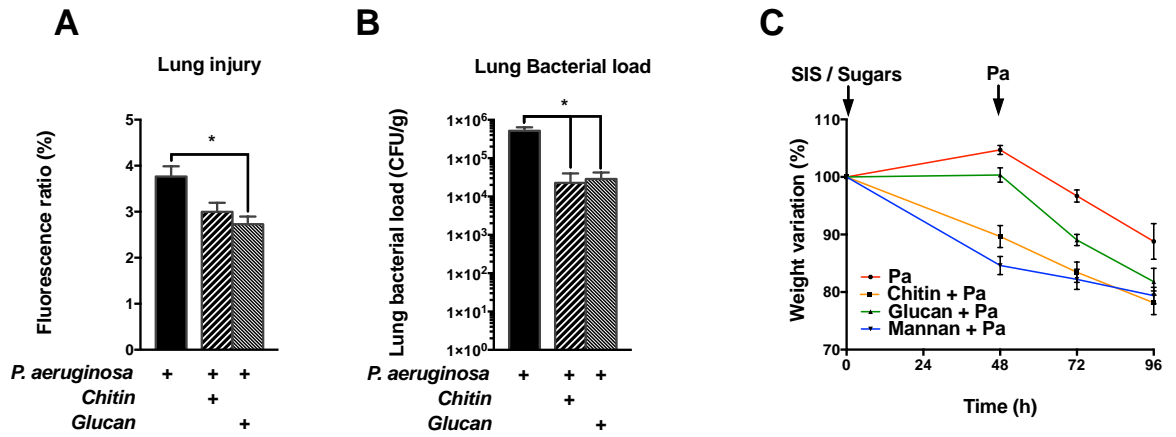 A
Lung injury
Fluorescence ratio (%)
5
4
3
2
1
0
*
P. aeruginosa + + +
Chitin +
Glucan +
B
Lung Bacterial load
Lung bacterial load (CFU/g)
1×10⁶
1×10⁵
1×10⁴
1×10³
1×10²
1×10¹
1×10⁰
*
P. aeruginosa + + +
Chitin +
Glucan +
C
SIS / Sugars Pa
Weight variation (%)
110
100
90
80
70
Pa
Chitin + Pa
Glucan + Pa
Mannan + Pa
0 24 48 72 96
Time (h)